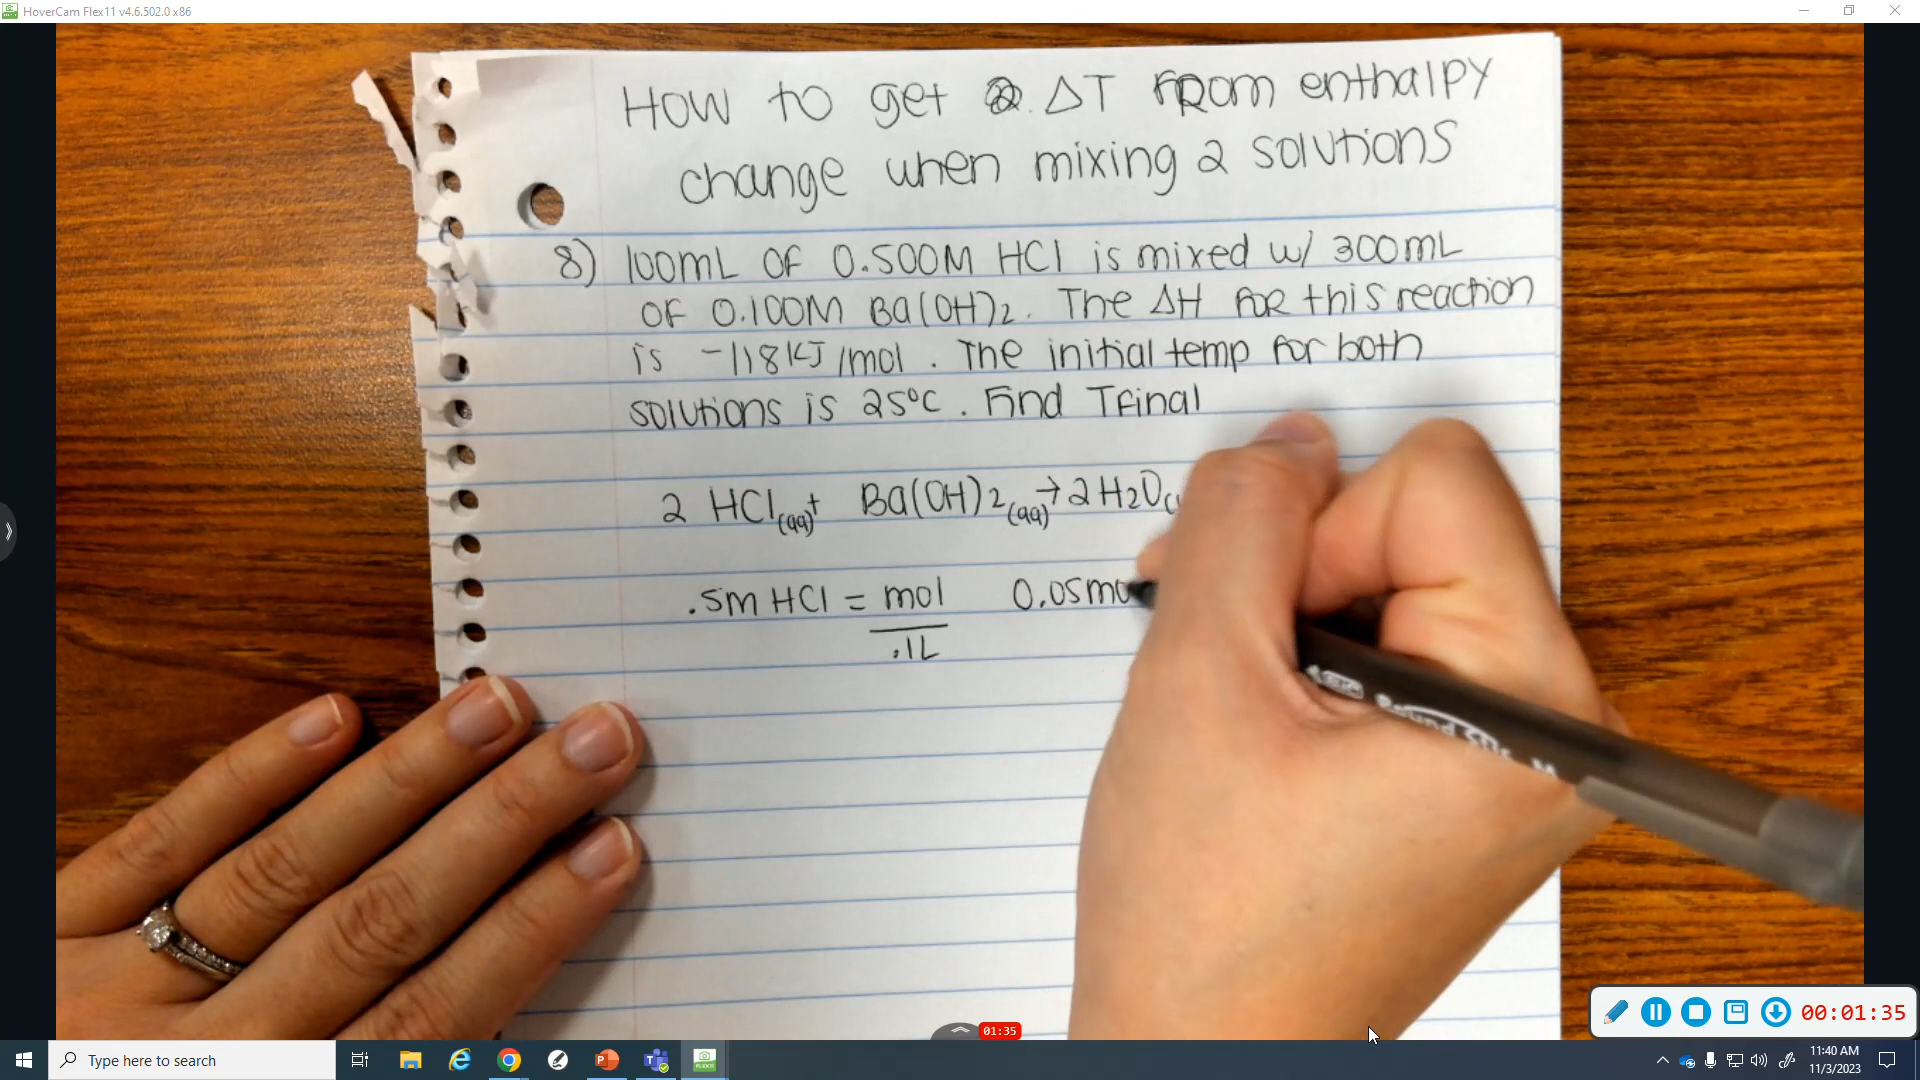 HoverCam Flex11 v4.6.502.0 x86
How to get ΔT from enthalpy
change when mixing 2 solutions
8) 100mL of 0.500M HCl is mixed w/ 300mL
of 0.100M Ba(OH)2. The ΔH for this reaction
is -118kJ/mol. The initial temp for both
solutions is 25°C. Find Tfinal
2 HCl(aq) + Ba(OH)2(aq) → 2 H2O
.5M HCl = mol 0.05mo
.1L
Round Stic M
01:35
00:01:35
Type here to search
11:40 AM
11/3/2023